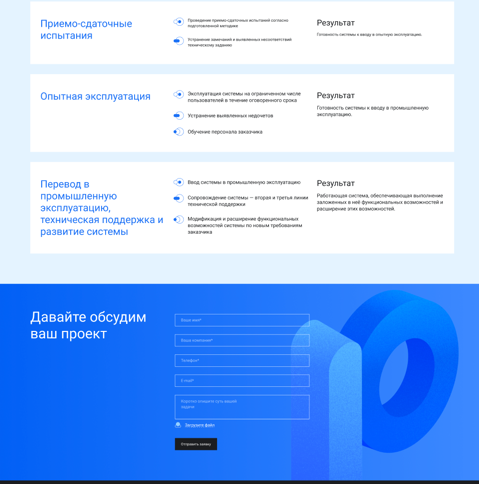 Приемо-сдаточные
испытания
Проведение приемо-сдаточных испытаний согласно
подготовленной методике
Устранение замечаний и выявленных несоответствий
техническому заданию
Результат
Готовность системы к вводу в опытную эксплуатацию.
Опытная эксплуатация
Эксплуатация системы на ограниченном числе
пользователей в течение оговоренного срока
Устранение выявленных недочетов
Обучение персонала заказчика
Результат
Готовность системы к вводу в промышленную
эксплуатацию.
Перевод в
промышленную
эксплуатацию,
техническая поддержка и
развитие системы
Ввод системы в промышленную эксплуатацию
Сопровождение системы — вторая и третья линии
технической поддержки
Модификация и расширение функциональных
возможностей системы по новым требованиям
заказчика
Результат
Работающая система, обеспечивающая выполнение
заложенных в неё функциональных возможностей и
расширение этих возможностей.
Давайте обсудим
ваш проект
Ваше имя*
Ваша компания*
Телефон*
E-mail*
Коротко опишите суть вашей
задачи
Загрузите файл
Отправить заявку